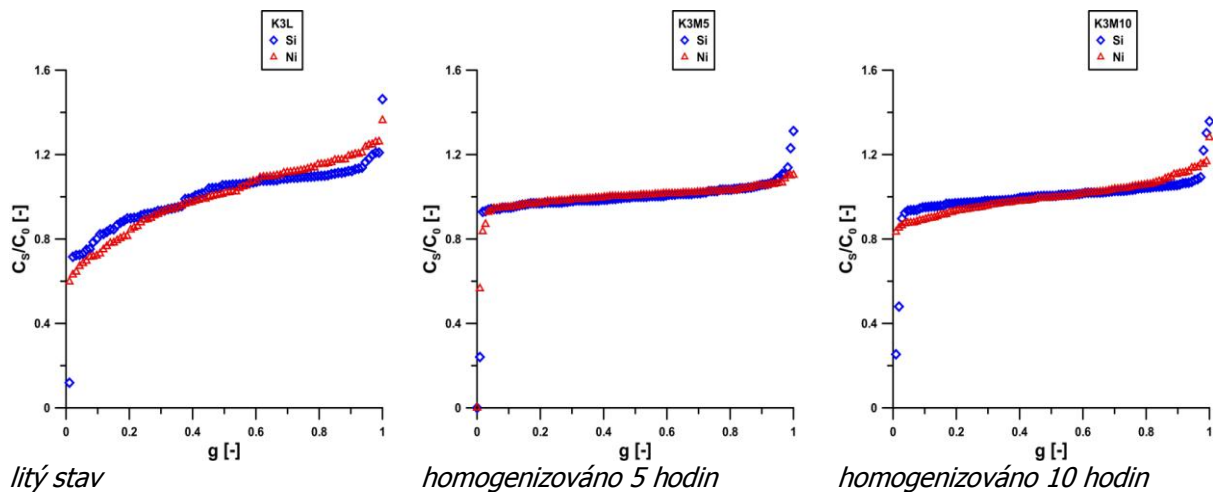 K3L
Si
Ni
1.6
1.2
0.8
0.4
0
C_S/C_0 [-]
0 0.2 0.4 0.6 0.8 1
g [-]
litý stav
K3M5
Si
Ni
1.6
1.2
0.8
0.4
0
C_S/C_0 [-]
0 0.2 0.4 0.6 0.8 1
g [-]
homogenizováno 5 hodin
K3M10
Si
Ni
1.6
1.2
0.8
0.4
0
C_S/C_0 [-]
0 0.2 0.4 0.6 0.8 1
g [-]
homogenizováno 10 hodin